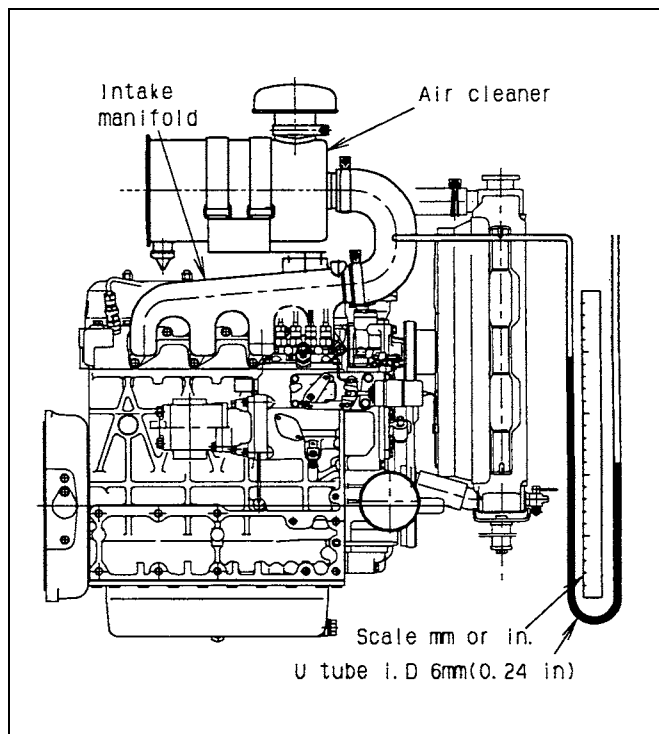 Intake
manifold
Air cleaner
Scale mm or in.
U tube i.D 6mm(0.24 in)